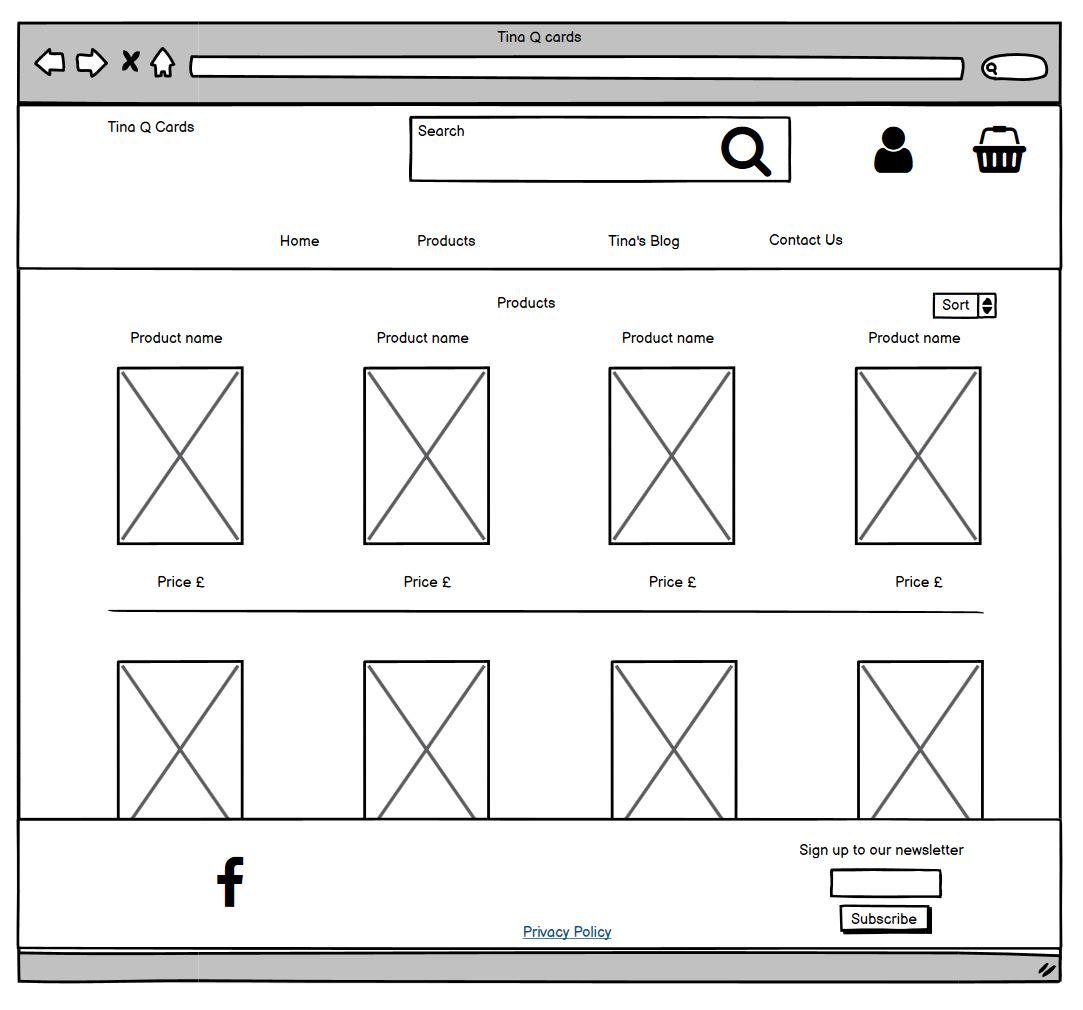 Tina Q cards
Tina Q Cards
Search
Home Products Tina's Blog Contact Us
Products
Sort
Product name Product name Product name Product name
Price £ Price £ Price £ Price £
Sign up to our newsletter
Subscribe
Privacy Policy